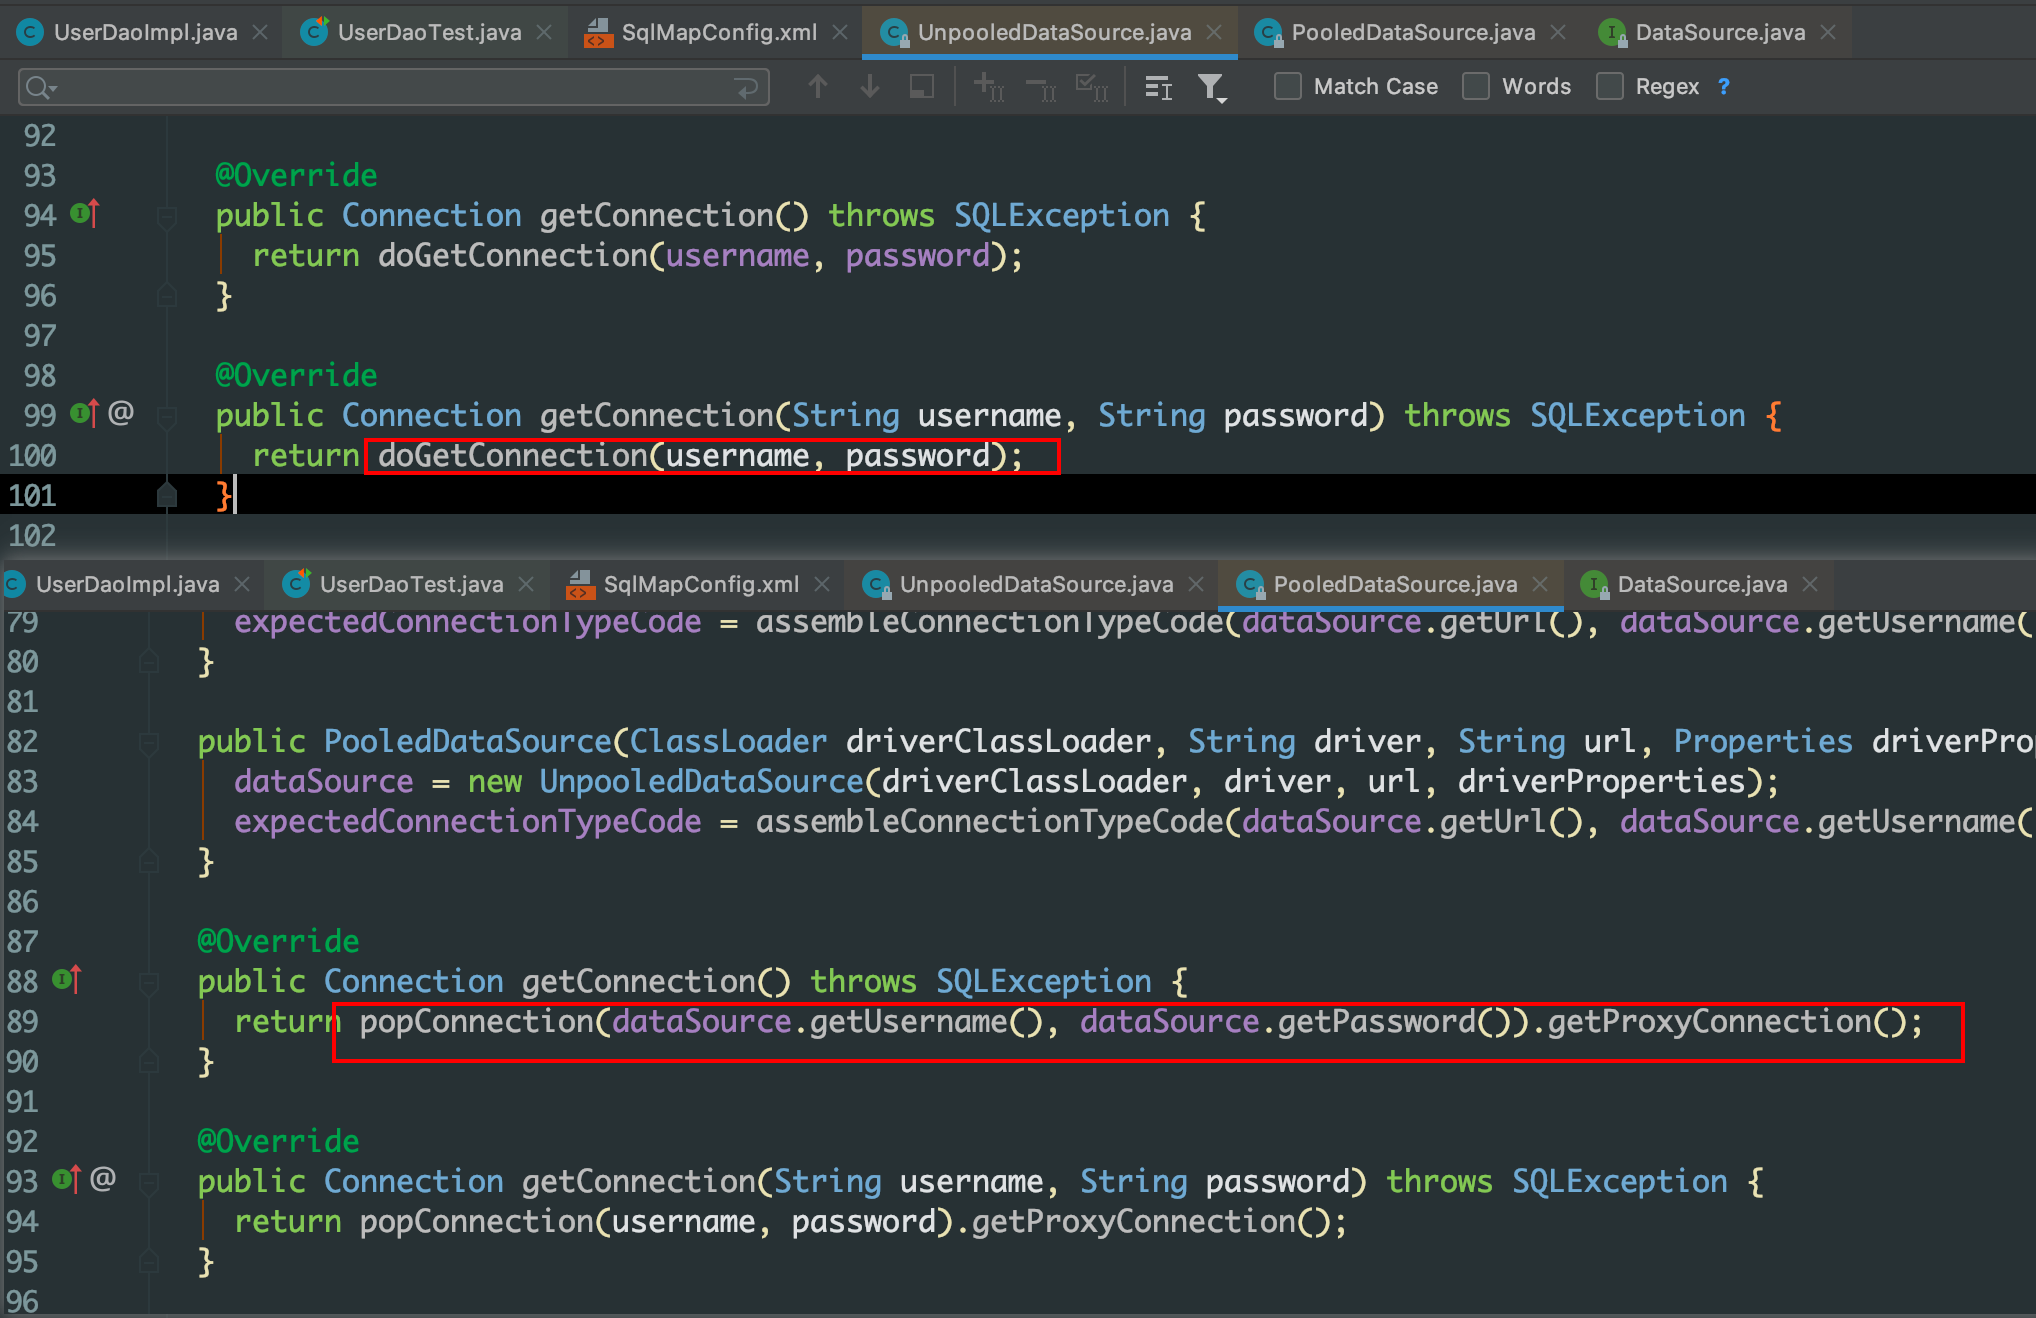 UserDaoImpl.java UserDaoTest.java SqlMapConfig.xml UnpooledDataSource.java PooledDataSource.java DataSource.java
Match Case Words Regex ?
92
93 @Override
94 public Connection getConnection() throws SQLException {
95 return doGetConnection(username, password);
96 }
97
98 @Override
99 @ public Connection getConnection(String username, String password) throws SQLException {
100 return doGetConnection(username, password);
101 }
102
UserDaoImpl.java UserDaoTest.java SqlMapConfig.xml UnpooledDataSource.java PooledDataSource.java DataSource.java
79 expectedConnectionTypeCode = assembleConnectionTypeCode(dataSource.getUrl(), dataSource.getUsername(
80 }
81
82 public PooledDataSource(ClassLoader driverClassLoader, String driver, String url, Properties driverPro
83 dataSource = new UnpooledDataSource(driverClassLoader, driver, url, driverProperties);
84 expectedConnectionTypeCode = assembleConnectionTypeCode(dataSource.getUrl(), dataSource.getUsername(
85 }
86
87 @Override
88 public Connection getConnection() throws SQLException {
89 return popConnection(dataSource.getUsername(), dataSource.getPassword()).getProxyConnection();
90 }
91
92 @Override
93 @ public Connection getConnection(String username, String password) throws SQLException {
94 return popConnection(username, password).getProxyConnection();
95 }
96